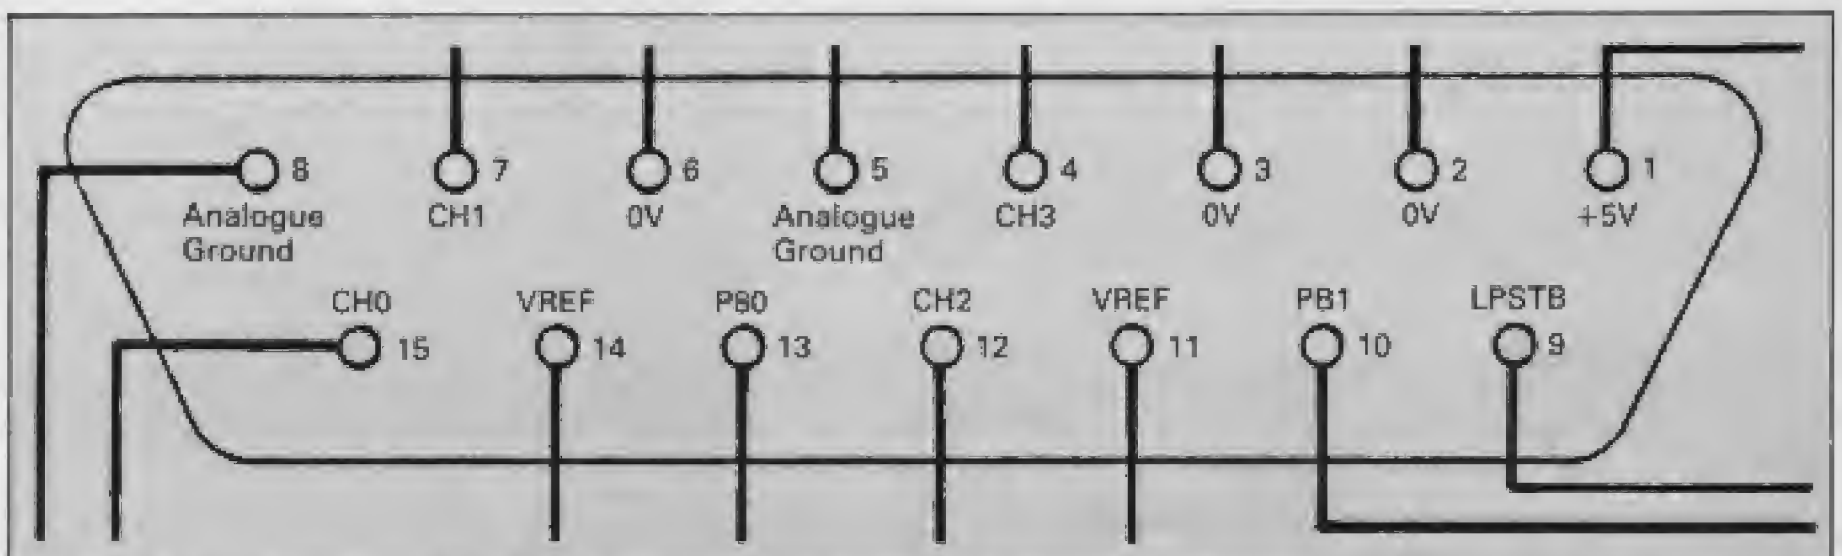 8 7 6 5 4 3 2 1
Analogue Ground CH1 0V Analogue Ground CH3 0V 0V +5V
CH0 VREF PB0 CH2 VREF PB1 LPSTB
15 14 13 12 11 10 9